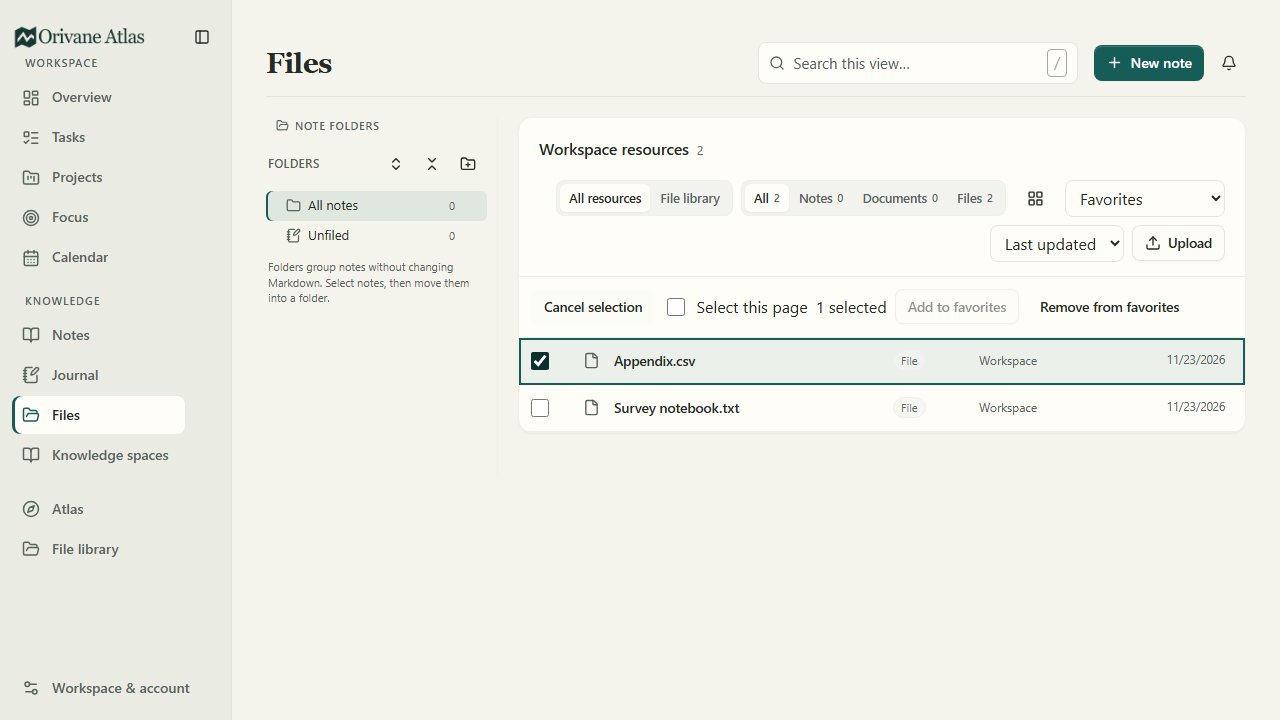 Orivane Atlas
WORKSPACE
Overview
Tasks
Projects
Focus
Calendar
KNOWLEDGE
Notes
Journal
Files
Knowledge spaces
Atlas
File library
Workspace & account
Files
Search this view... /
New note
NOTE FOLDERS
FOLDERS
All notes 0
Unfiled 0
Folders group notes without changing
Markdown. Select notes, then move them
into a folder.
Workspace resources 2
All resources File library All 2 Notes 0 Documents 0 Files 2 Favorites
Last updated Upload
Cancel selection Select this page 1 selected Add to favorites Remove from favorites
Appendix.csv File Workspace 11/23/2026
Survey notebook.txt File Workspace 11/23/2026